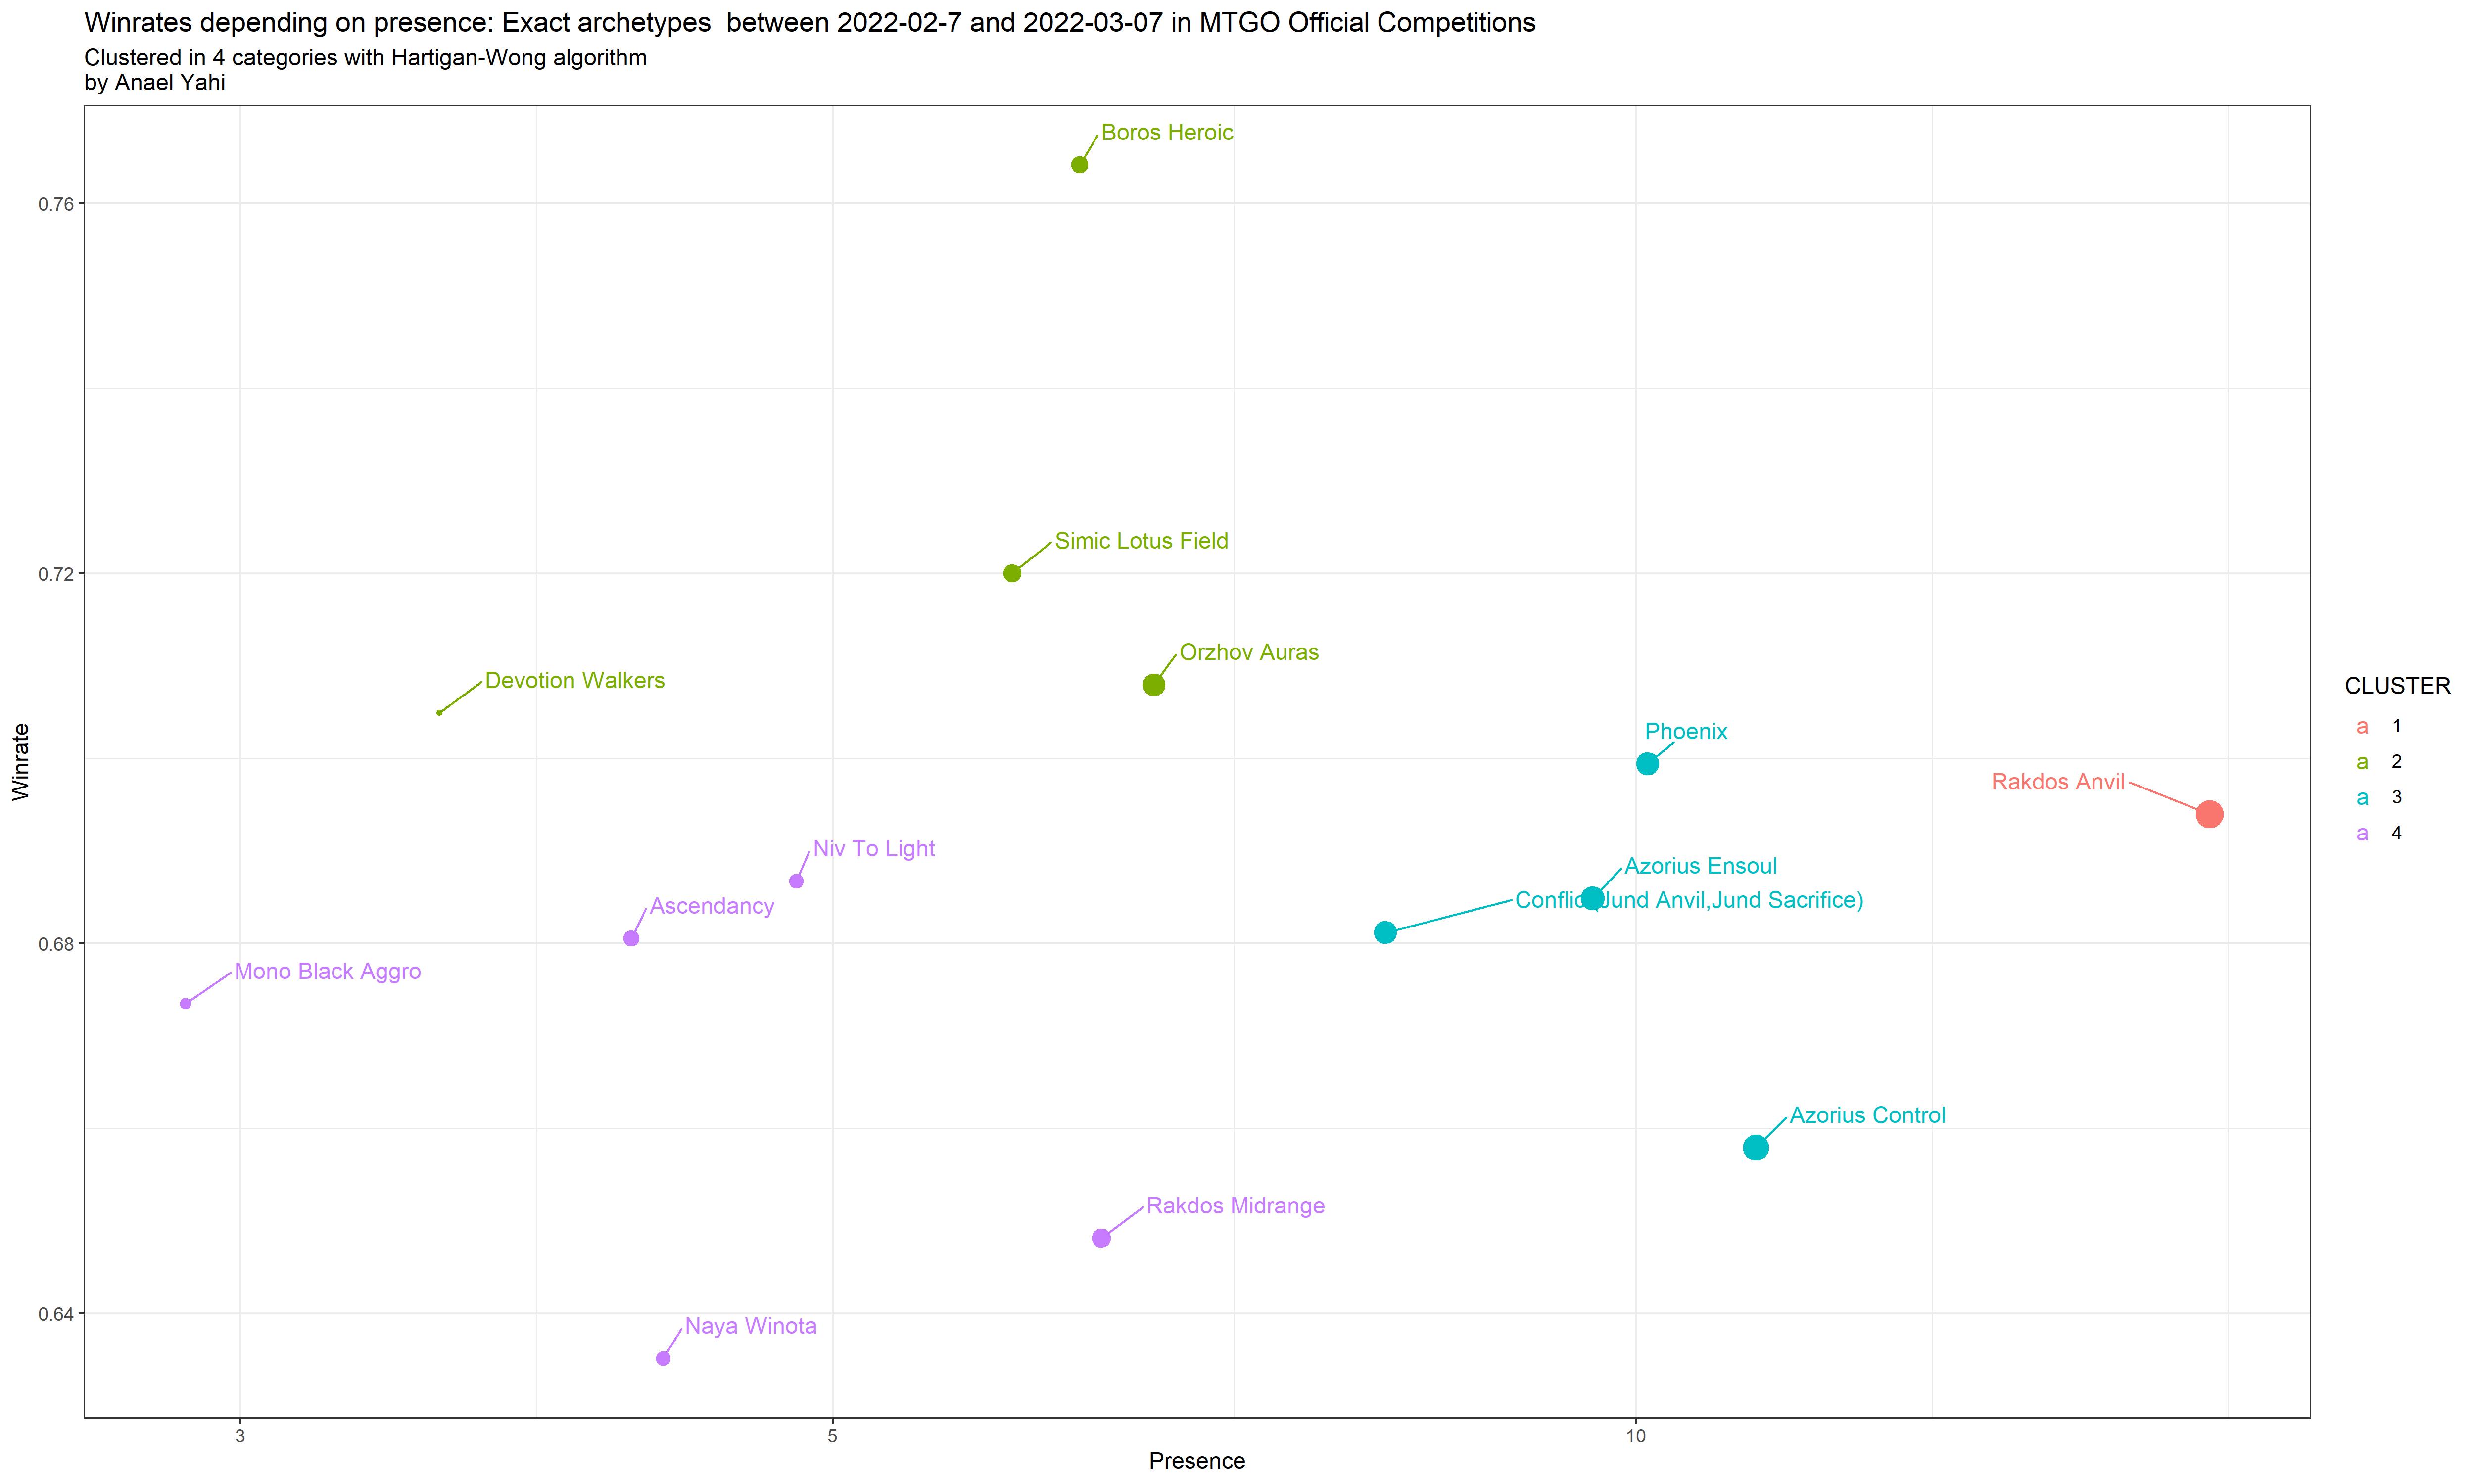 Winrates depending on presence: Exact archetypes  between 2022-02-7 and 2022-03-07 in MTGO Official Competitions
Clustered in 4 categories with Hartigan-Wong algorithm
by Anael Yahi
Boros Heroic
0.76
Simic Lotus Field
0.72
Orzhov Auras
Devotion Walkers
CLUSTER
a 1
a 2
a 3
a 4
Phoenix
Rakdos Anvil
Winrate
Niv To Light
Azorius Ensoul
Conflict(Jund Anvil,Jund Sacrifice)
Ascendancy
0.68
Mono Black Aggro
Azorius Control
Rakdos Midrange
0.64
Naya Winota
3
5
10
Presence